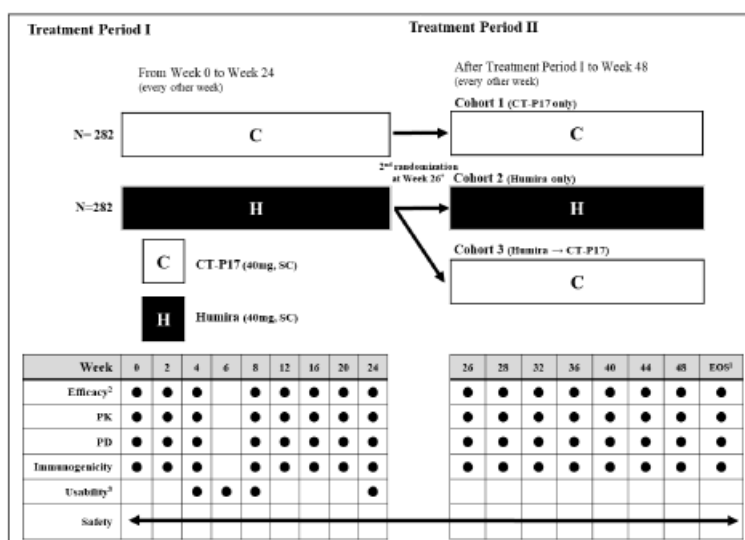 Treatment Period I
Treatment Period II
From Week 0 to Week 24
(every other week)
After Treatment Period I to Week 48
(every other week)
Cohort 1 (CT-P17 only)
N= 282
C
C
2nd randomization
at Week 26
Cohort 2 (Humira only)
N=282
H
H
Cohort 3 (Humira → CT-P17)
C
C
CT-P17 (40mg, SC)
H
Humira (40mg, SC)
Week 0 2 4 6 8 12 16 20 24 26 28 32 36 40 44 48 EOS
Efficacy2
PK
PD
Immunogenicity
Usability3
Safety